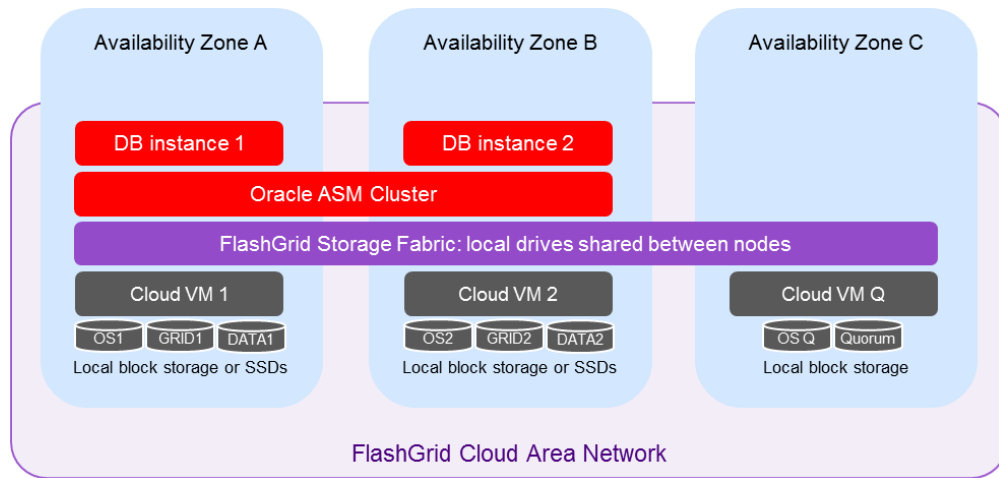 Availability Zone A
Availability Zone B
Availability Zone C
DB instance 1
DB instance 2
Oracle ASM Cluster
FlashGrid Storage Fabric: local drives shared between nodes
Cloud VM 1
Cloud VM 2
Cloud VM Q
OS1
GRID1
DATA1
OS2
GRID2
DATA2
OS Q
Quorum
Local block storage or SSDs
Local block storage or SSDs
Local block storage
FlashGrid Cloud Area Network